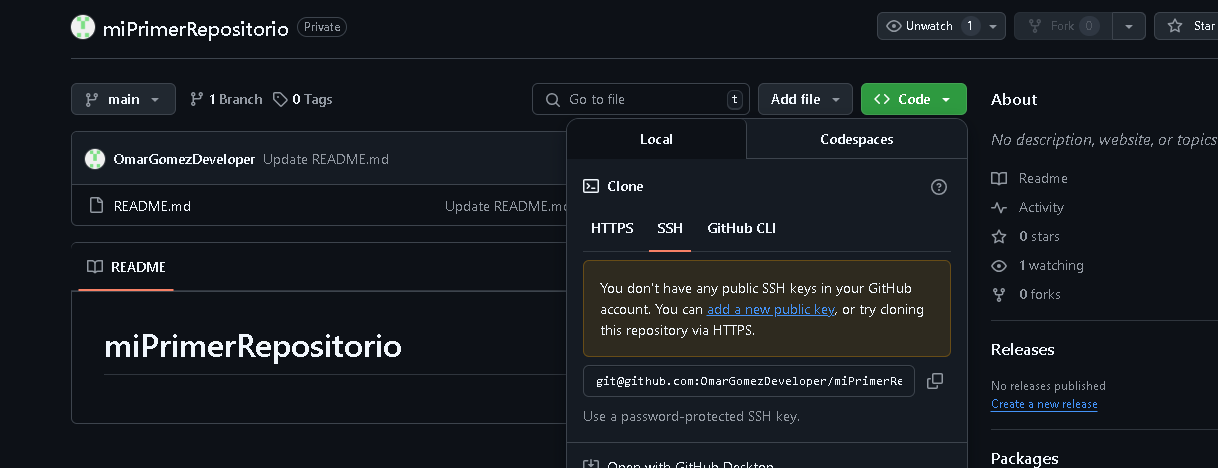 miPrimerRepositorio Private
Unwatch 1 Fork 0 Star
main 1 Branch 0 Tags Go to file t Add file Code
About
No description, website, or topics
Readme
Activity
0 stars
1 watching
0 forks
Releases
No releases published
Create a new release
Packages
OmarGomezDeveloper Update README.md
README.md Update README.md
README
miPrimerRepositorio
Local Codespaces
Clone
HTTPS SSH GitHub CLI
You don't have any public SSH keys in your GitHub
account. You can add a new public key, or try cloning
this repository via HTTPS.
git@github.com:OmarGomezDeveloper/miPrimerRe
Use a password-protected SSH key.
Open with GitHub Desktop